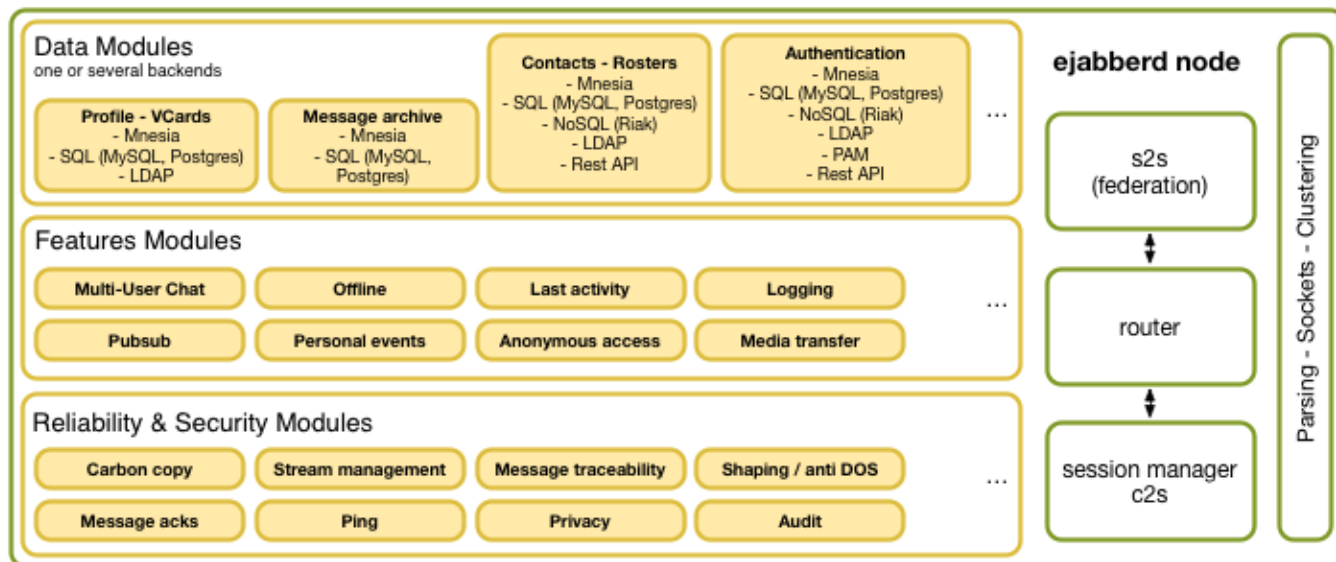 Data Modules
one or several backends
Profile - VCards
- Mnesia
- SQL (MySQL, Postgres)
- LDAP
Message archive
- Mnesia
- SQL (MySQL,
Postgres)
Contacts - Rosters
- Mnesia
- SQL (MySQL, Postgres)
- NoSQL (Riak)
- LDAP
- Rest API
Authentication
- Mnesia
- SQL (MySQL, Postgres)
- NoSQL (Riak)
- LDAP
- PAM
- Rest API
...
Features Modules
Multi-User Chat
Offline
Last activity
Logging
...
Pubsub
Personal events
Anonymous access
Media transfer
Reliability & Security Modules
Carbon copy
Stream management
Message traceability
Shaping / anti DOS
...
Message acks
Ping
Privacy
Audit
ejabberd node
s2s
(federation)
router
session manager
c2s
Parsing - Sockets - Clustering